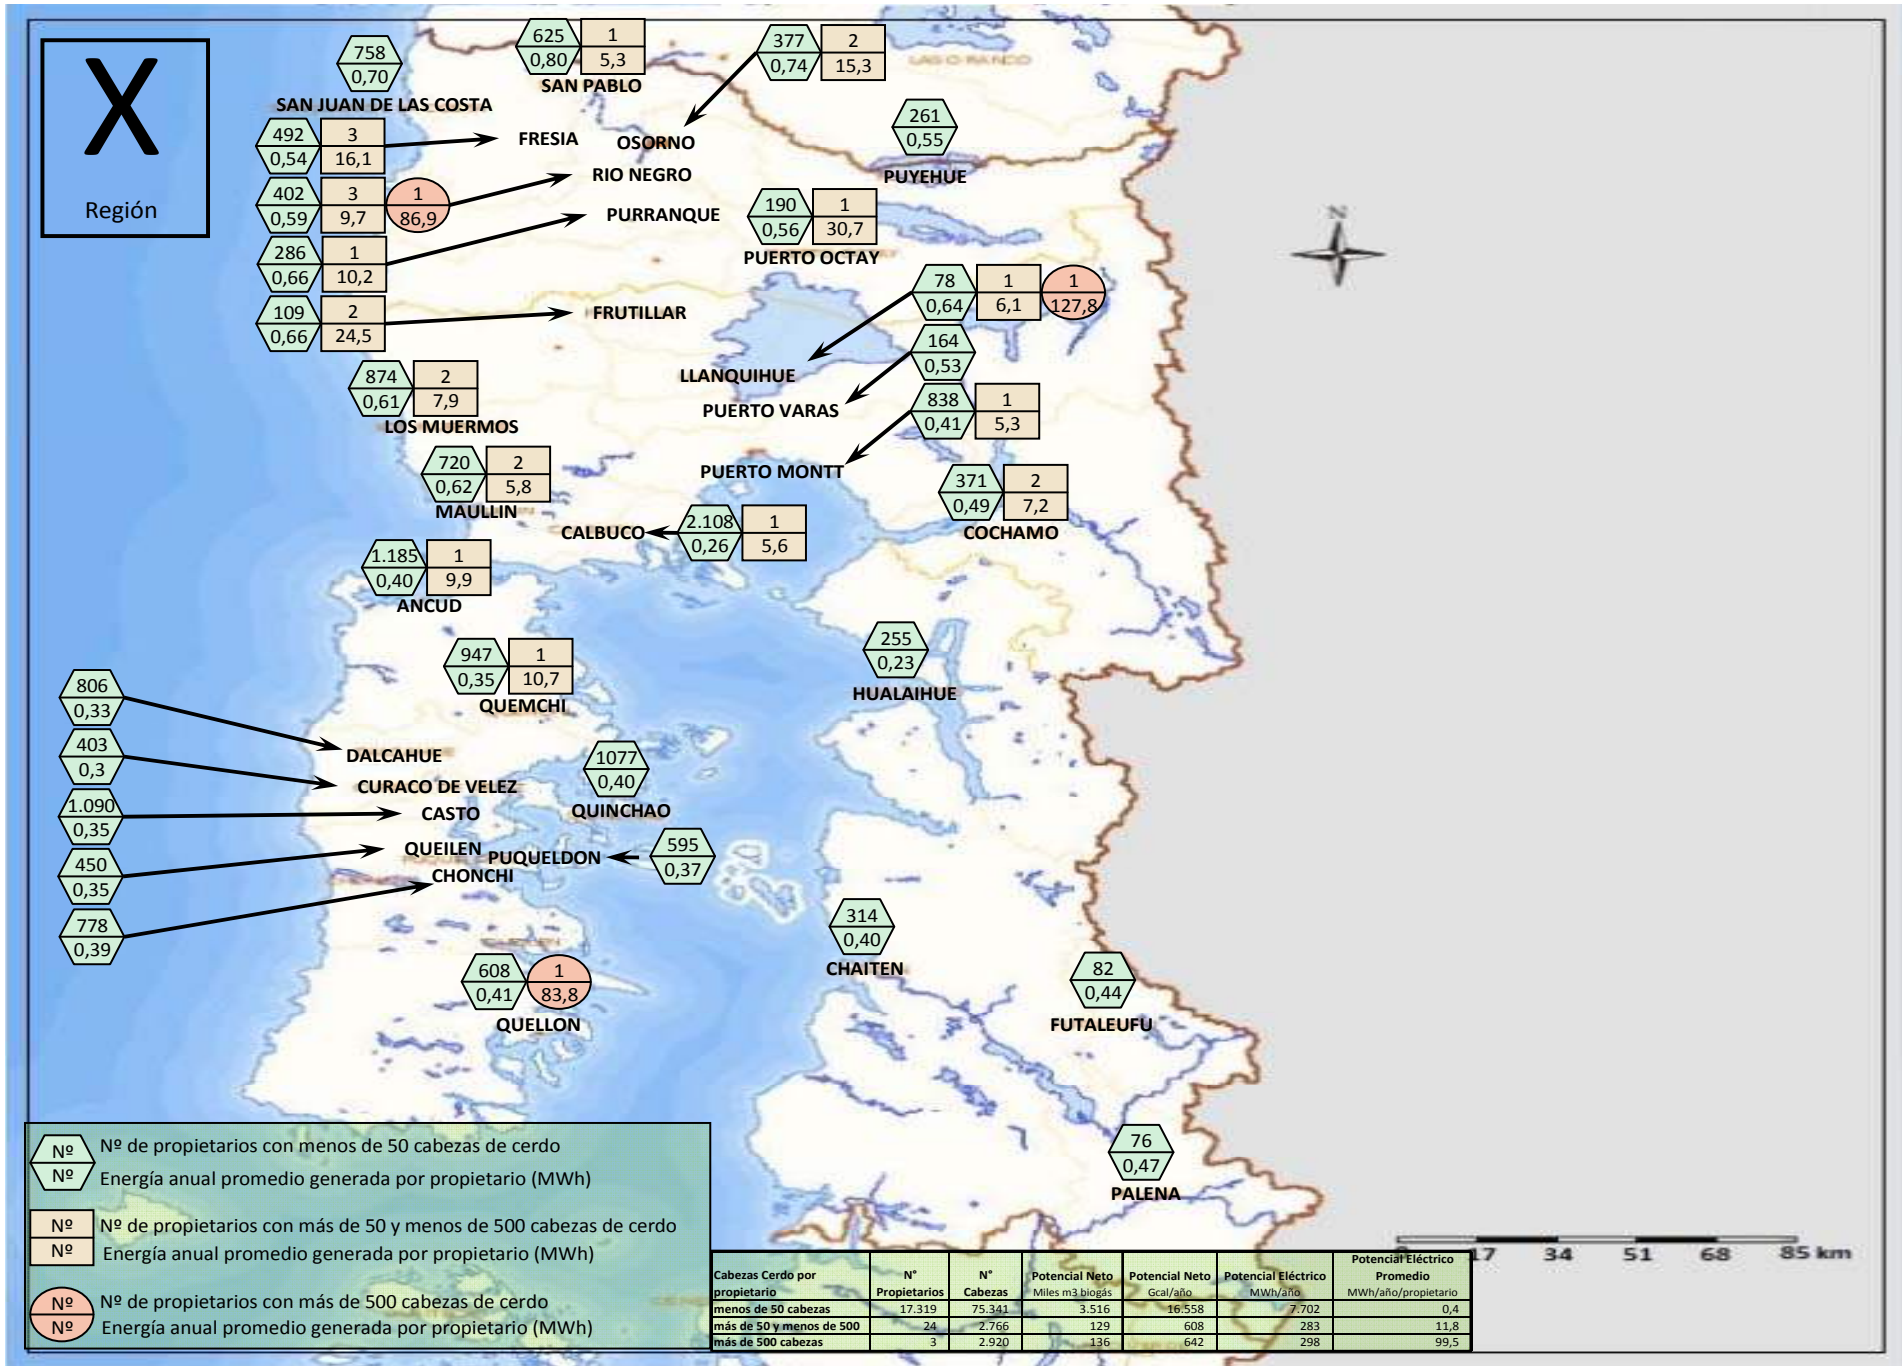 X
Región
758
0,70
SAN JUAN DE LAS COSTA
625 1
0,80 5,3
SAN PABLO
377 2
0,74 15,3
OSORNO
LAGO RANCO
261
0,55
PUYEHUE
492 3
0,54 16,1
FRESIA
402 3 1
0,59 9,7 86,9
RIO NEGRO
286 1
0,66 10,2
PURRANQUE
190 1
0,56 30,7
PUERTO OCTAY
N
109 2
0,66 24,5
FRUTILLAR
78 1 1
0,64 6,1 127,8
LLANQUIHUE
164
0,53
PUERTO VARAS
874 2
0,61 7,9
LOS MUERMOS
838 1
0,41 5,3
PUERTO MONTT
720 2
0,62 5,8
MAULLIN
371 2
0,49 7,2
COCHAMO
CALBUCO
2.108 1
0,26 5,6
1.185 1
0,40 9,9
ANCUD
255
0,23
HUALAIHUE
947 1
0,35 10,7
QUEMCHI
806
0,33
DALCAHUE
403
0,3
CURACO DE VELEZ
1077
0,40
QUINCHAO
1.090
0,35
CASTO
450
0,35
QUEILEN
PUQUELDON
595
0,37
778
0,39
CHONCHI
314
0,40
CHAITEN
608 1
0,41 83,8
QUELLON
82
0,44
FUTALEUFU
76
0,47
PALENA
Nº Nº de propietarios con menos de 50 cabezas de cerdo
Nº Energía anual promedio generada por propietario (MWh)
Nº Nº de propietarios con más de 50 y menos de 500 cabezas de cerdo
Nº Energía anual promedio generada por propietario (MWh)
Nº Nº de propietarios con más de 500 cabezas de cerdo
Nº Energía anual promedio generada por propietario (MWh)
17 34 51 68 85 km
Cabezas Cerdo por propietario N° Propietarios N° Cabezas Potencial Neto Miles m3 biogás Potencial Neto Gcal/año Potencial Eléctrico MWh/año Potencial Eléctrico Promedio MWh/año/propietario
menos de 50 cabezas 17.319 75.341 3.516 16.558 7.702 0,4
más de 50 y menos de 500 24 2.766 129 608 283 11,8
más de 500 cabezas 3 2.920 136 642 298 99,5